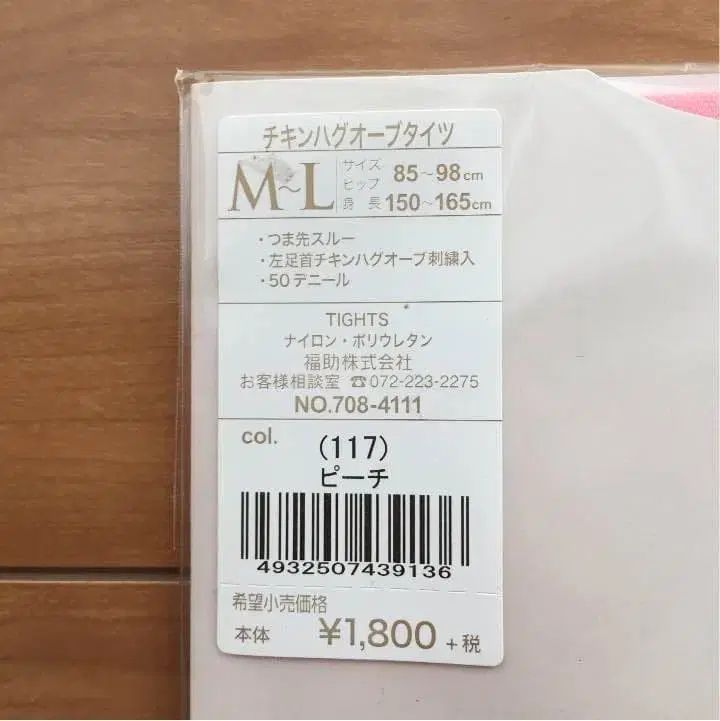 チキンハグオーブタイツ
M~L
サイズ
ヒップ 85~98cm
身長 150~165cm
・つま先スルー
・左足首チキンハグオーブ刺繍入
・50デニール
TIGHTS
ナイロン・ポリウレタン
福助株式会社
お客様相談室 ☎072-223-2275
NO.708-4111
col.
(117)
ピーチ
4932507439136
希望小売価格
本体 ¥1,800 +税